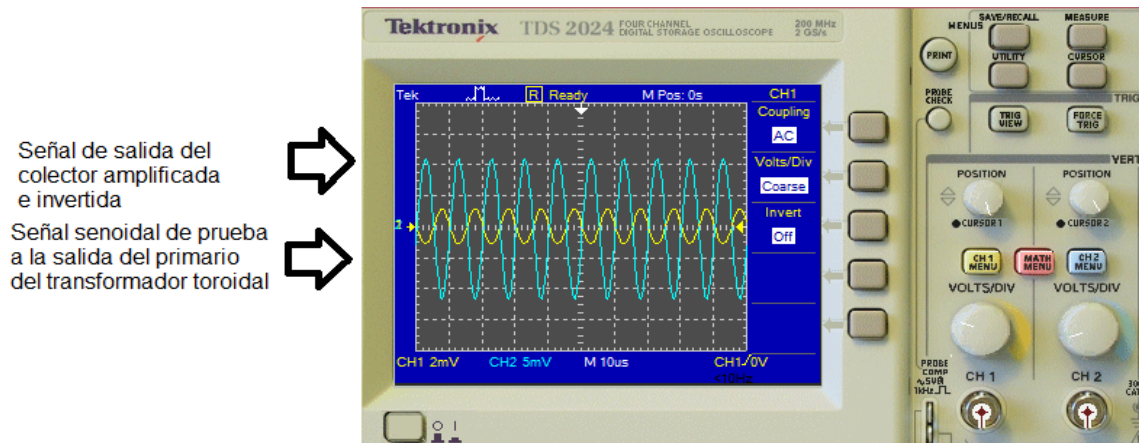 Señal de salida del
colector amplificada
e invertida
Señal senoidal de prueba
a la salida del primario
del transformador toroidal
Tektronix TDS 2024 FOUR CHANNEL
DIGITAL STORAGE OSCILLOSCOPE
200 MHz
2 GS/s
Tek R Ready M Pos: 0s CH1
Coupling
AC
Volts/Div
Coarse
Invert
Off
CH1 2mV CH2 5mV M 10us CH1/0V
<10Hz
MENUS
SAVE/RECALL
MEASURE
PRINT
UTILITY
CURSOR
PROBE
CHECK
TRIG
TRIG
VIEW
FORCE
TRIG
VERT
POSITION
POSITION
CURSOR 1
CURSOR 2
CH 1
MENU
MATH
MENU
CH 2
MENU
VOLTS/DIV
VOLTS/DIV
PROBE
COMP
~5V
1kHz
CH 1
CH 2
30
CAT